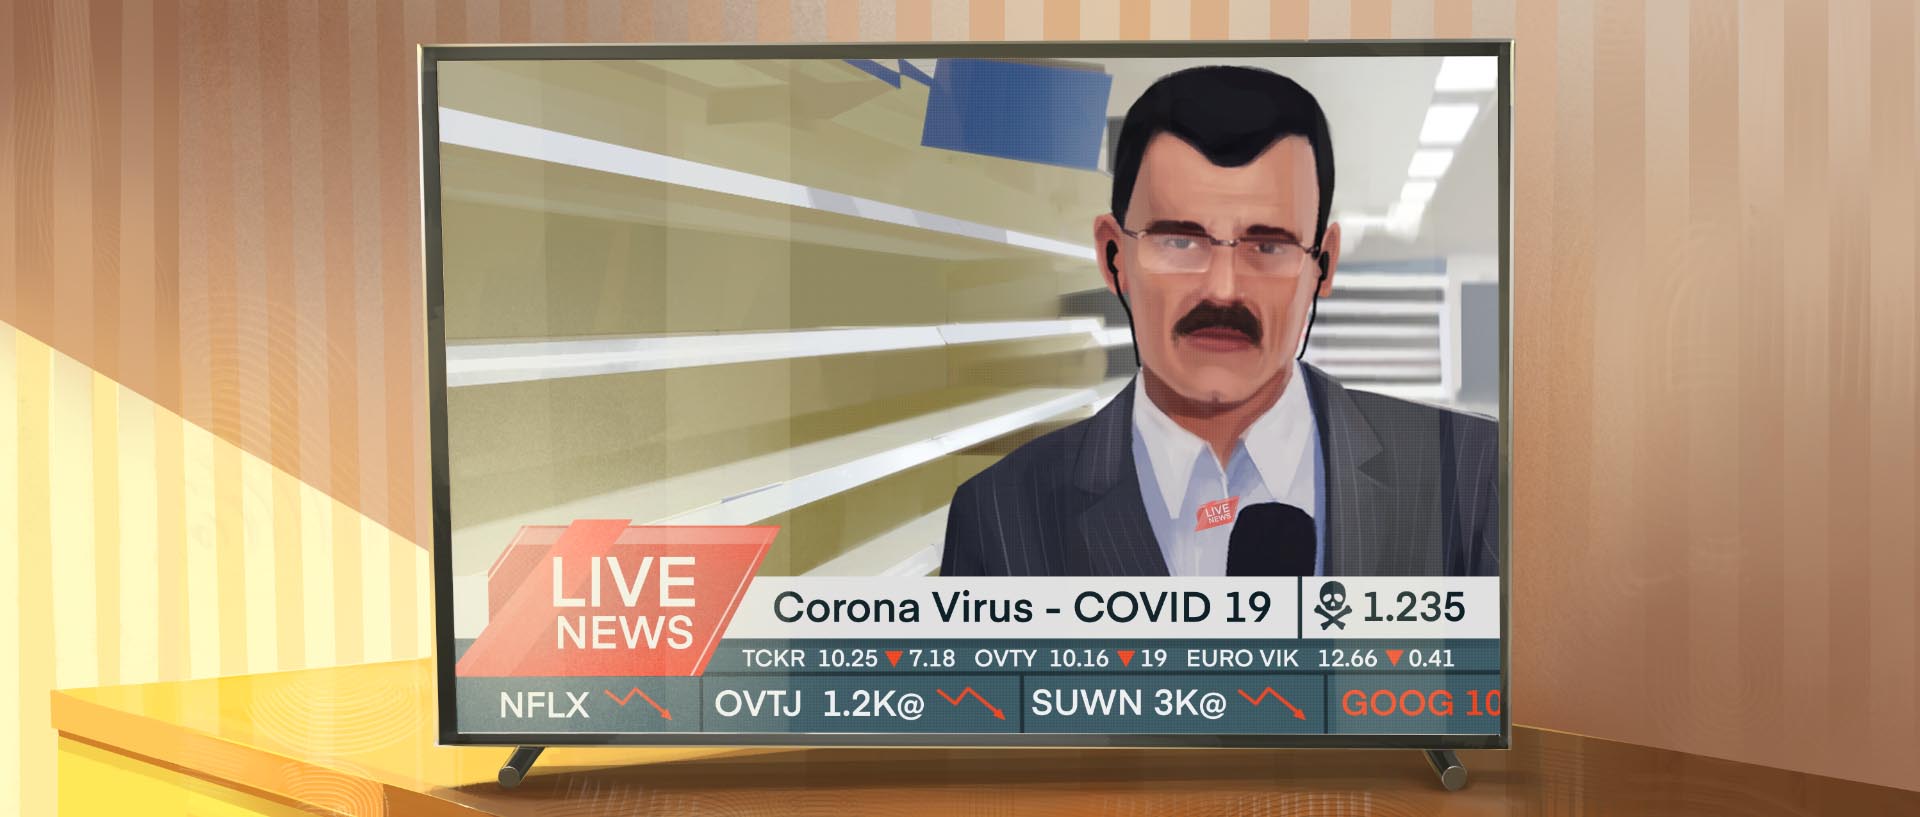 LIVE
NEWS
LIVE
NEWS
Corona Virus - COVID 19 1.235
TCKR 10.25 ▼ 7.18 OVTY 10.16 ▼ 19 EURO VIK 12.66 ▼ 0.41
NFLX OVTJ 1.2K@ SUWN 3K@ GOOG 10